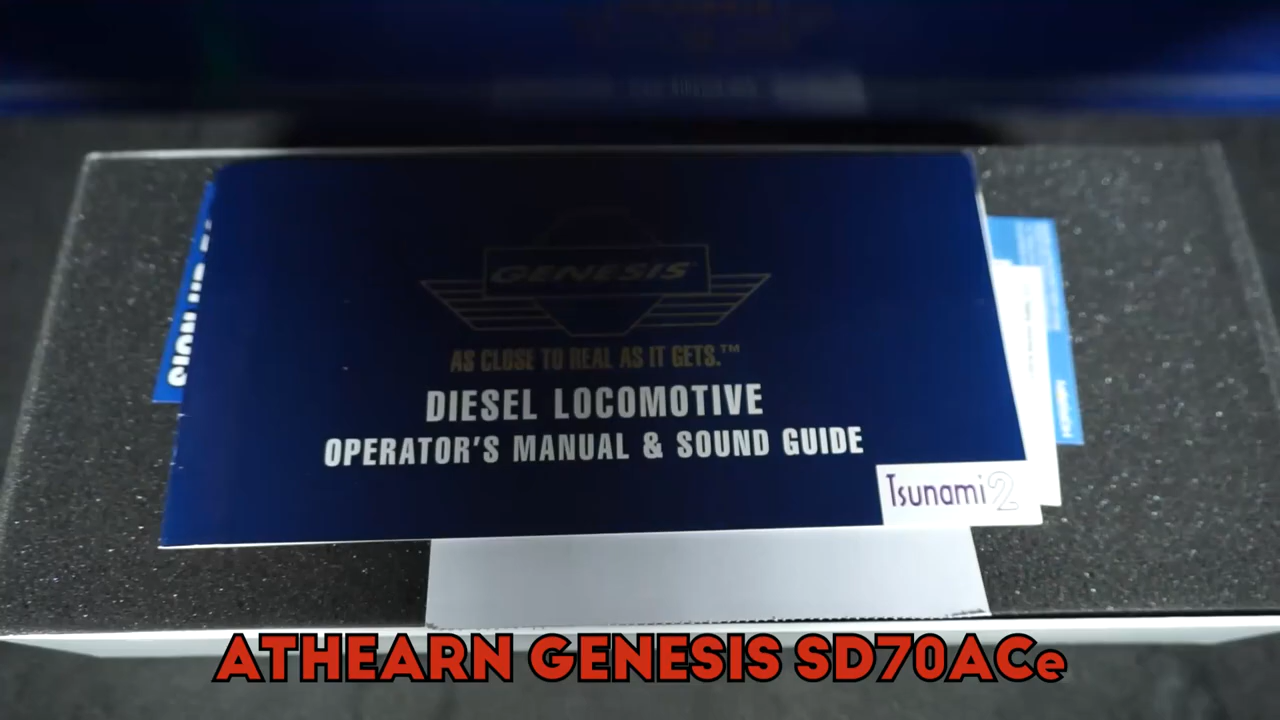 GENESIS
AS CLOSE TO REAL AS IT GETS.™
DIESEL LOCOMOTIVE
OPERATOR'S MANUAL & SOUND GUIDE
Tsunami2
ATHEARN GENESIS SD70ACe